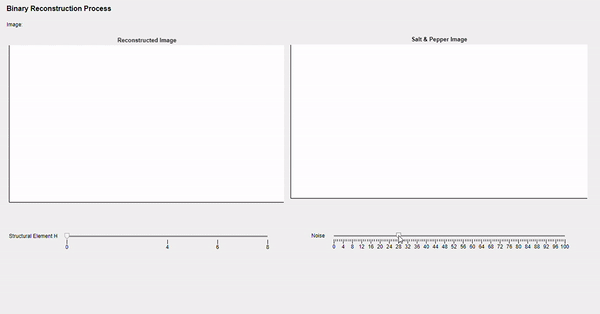 Binary Reconstruction Process
Image:
Reconstructed Image
Salt & Pepper Image
Structural Element H
0 4 6 8
Noise
0 4 8 12 16 20 24 28 32 36 40 44 48 52 56 60 64 68 72 76 80 84 88 92 96 100